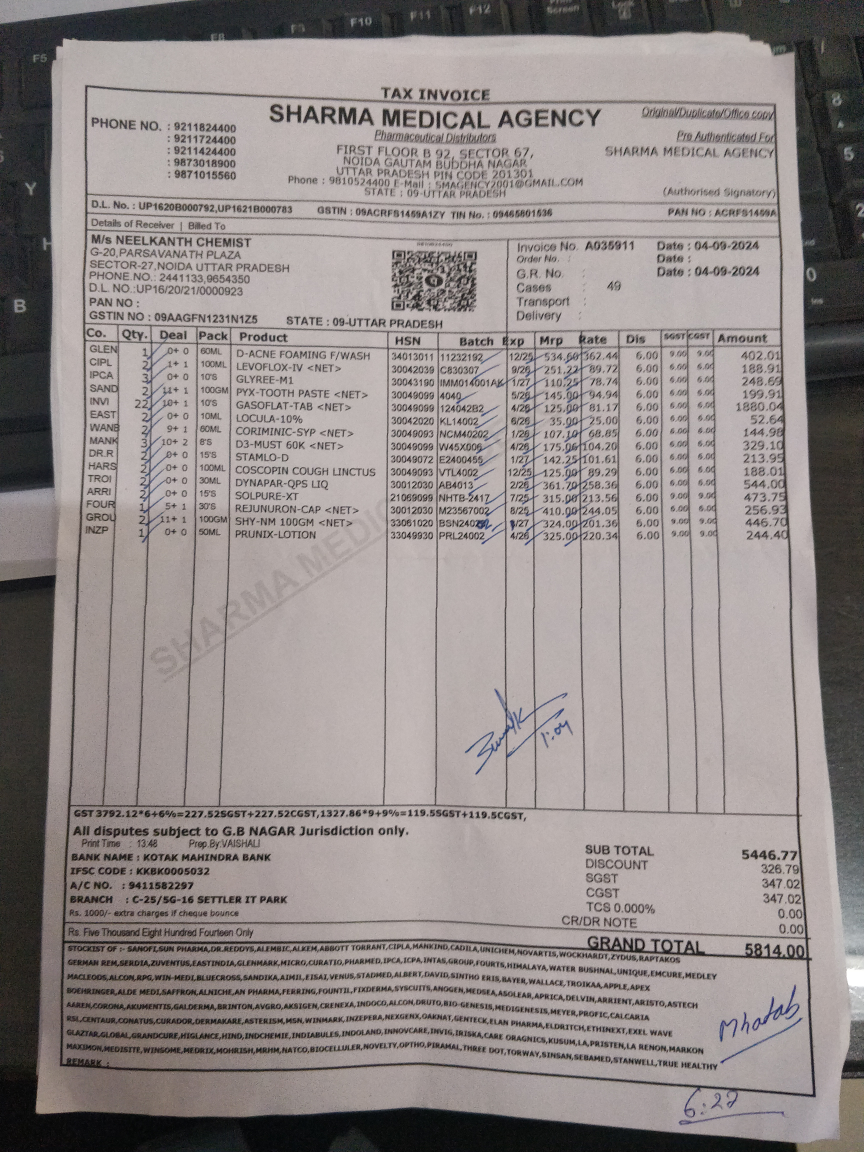 TAX INVOICE
SHARMA MEDICAL AGENCY
Original/Duplicate/Office copy
Pharmaceutical Distributors
Pre Authenticated For
SHARMA MEDICAL AGENCY
(Authorised Signatory)
PHONE NO. : 9211824400
: 9211724400
: 9211424400
: 9873018900
: 9871015560
FIRST FLOOR B 92, SECTOR 67,
NOIDA GAUTAM BUDDHA NAGAR
UTTAR PRADESH PIN CODE 201301
Phone : 9810524400 E-Mail : SMAGENCY2001@GMAIL.COM
STATE : 09-UTTAR PRADESH
D.L. No. : UP1620B000792,UP1621B000783 GSTIN : 09ACRFS1459A1ZY TIN No. : 09465801536 PAN NO : ACRFS1459A
Details of Receiver | Billed To
M/s NEELKANTH CHEMIST
G-20,PARSAVANATH PLAZA
SECTOR-27,NOIDA UTTAR PRADESH
PHONE.NO : 2441133,9654350
D.L. NO.:UP16/20/21/0000923
PAN NO :
GSTIN NO : 09AAGFN1231N1Z5 STATE : 09-UTTAR PRADESH
Invoice No. A035911 Date : 04-09-2024
Order No. : Date :
G.R. No. : Date : 04-09-2024
Cases : 49
Transport :
Delivery :
Co. Qty. Deal Pack Product HSN Batch Exp Mrp Rate Dis SGST CGST Amount
GLEN 1 0+ 0 60ML D-ACNE FOAMING F/WASH 34013011 11232192 12/25 534.60 362.44 6.00 9.00 9.00 402.01
CIPL 2 1+ 1 100ML LEVOFLOX-IV <NET> 30042039 C830307 9/26 251.22 89.72 6.00 6.00 6.00 188.91
IPCA 3 0+ 0 10'S GLYREE-M1 30043190 IMM014001AK 1/27 110.25 78.74 6.00 6.00 6.00 248.69
SAND 2 11+ 1 100GM PYX-TOOTH PASTE <NET> 30049099 4040 5/26 145.00 94.94 6.00 6.00 6.00 199.91
INVI 22 10+ 1 10'S GASOFLAT-TAB <NET> 30049099 124042B2 4/26 125.00 81.17 6.00 6.00 6.00 1880.04
EAST 2 0+ 0 10ML LOCULA-10% 30042020 KL14002 6/26 35.00 25.00 6.00 6.00 6.00 52.64
WANB 2 9+ 1 60ML CORIMINIC-SYP <NET> 30049093 NCM40202 1/26 107.10 68.85 6.00 6.00 6.00 144.98
MANK 3 10+ 2 8'S D3-MUST 60K <NET> 30049099 W45X006 4/26 175.06 104.20 6.00 6.00 6.00 329.10
DR.R 2 0+ 0 15'S STAMLO-D 30049072 E2400455 1/27 142.25 101.61 6.00 6.00 6.00 213.95
HARS 2 0+ 0 100ML COSCOPIN COUGH LINCTUS 30049093 VTL4002 12/25 125.00 89.29 6.00 6.00 6.00 188.01
TROI 2 0+ 0 30ML DYNAPAR-QPS LIQ 30012030 AB4013 2/26 361.70 258.36 6.00 6.00 6.00 544.00
ARRI 2 0+ 0 15'S SOLPURE-XT 21069099 NHTB-2417 7/25 315.00 213.56 6.00 9.00 9.00 473.75
FOUR 1 5+ 1 30'S REJUNURON-CAP <NET> 30012030 M23567002 8/25 410.00 244.05 6.00 6.00 6.00 256.93
GROU 2 11+ 1 100GM SHY-NM 100GM <NET> 33061020 BSN240 /27 324.00 201.36 6.00 9.00 9.00 446.70
INZP 1 0+ 0 50ML PRUNIX-LOTION 33049930 PRL24002 4/26 325.00 220.34 6.00 9.00 9.00 244.40
SHARMA MEDIC
1:04
GST 3792.12*6+6%=227.52SGST+227.52CGST,1327.86*9+9%=119.5SGST+119.5CGST,
All disputes subject to G.B NAGAR Jurisdiction only.
Print Time : 13.48 Prep.By:VAISHALI
BANK NAME : KOTAK MAHINDRA BANK
IFSC CODE : KKBK0005032
A/C NO. : 9411582297
BRANCH : C-25/5G-16 SETTLER IT PARK
Rs. 1000/- extra charges if cheque bounce
Rs. Five Thousand Eight Hundred Fourteen Only
SUB TOTAL 5446.77
DISCOUNT 326.79
SGST 347.02
CGST 347.02
TCS 0.000% 0.00
CR/DR NOTE 0.00
GRAND TOTAL 5814.00
STOCKIST OF :- SANOFI,SUN PHARMA,DR.REDDYS,ALEMBIC,ALKEM,ABBOTT TORRANT,CIPLA,MANKIND,CADILA,UNICHEM,NOVARTIS,WOCKHARDT,ZYDUS,RAPTAKOS
GERMAN REM,SERDIA,ZUVENTUS,EASTINDIA,GLENMARK,MICRO,CURATIO,PHARMED,IPCA,ICPA,INTAS,GROUP,FOURTS,HIMALAYA,WATER BUSHNAL,UNIQUE,EMCURE,MEDLEY
MACLEODS,ALCON,RPG,WIN-MEDI,BLUECROSS,SANDIKA,AIMIL,EISAI,VENUS,STADMED,ALBERT,DAVID,SINTHO ERIS,BAYER,WALLACE,TROIKAA,APPLE,APEX
BOEHRINGER,ALDE MEDI,SAFFRON,ALNICHE,AN PHARMA,FERRING,FOUNTIL,FIXDERMA,SYSCUITS,ANOGEN,MEDSEA,ASOLEAR,APRICA,DELVIN,ARRIENT,ARISTO,ASTECH
AAREN,CORONA,AKUMENTIS,GALDERMA,BRINTON,AVGRO,AKSIGEN,CRENEXA,INDOCO,ALCON,DRUTO,BIO-GENESIS,MEDIGENESIS,MEYER,PROFIC,CALCARIA
RSL,CENTAUR,CONATUS,CURADOR,DERMAKARE,ASTERISM,MSN,WINMARK,INZEPERA,NEXGENX,OAKNAT,GENTECK,ELAN PHARMA,ELDRITCH,ETHINEXT,EXEL WAVE
GLAZTAR,GLOBAL,GRANDCURE,HIGLANCE,HIND,INDCHEMIE,INDIABULES,INDOLAND,INNOVCARE,INVIG,IRISKA,CARE ORAGNICS,KUSUM,LA,PRISTEN,LA RENON,MARKON
MAXIMON,MEDISITE,WINSOME,MEDRIX,MOHRISH,MRHM,NATCO,BIOCELLULER,NOVELTY,OPTHO,PIRAMAL,THREE DOT,TORWAY,SINSAN,SEBAMED,STANWELL,TRUE HEALTHY
REMARK :
Mhatab
6:22